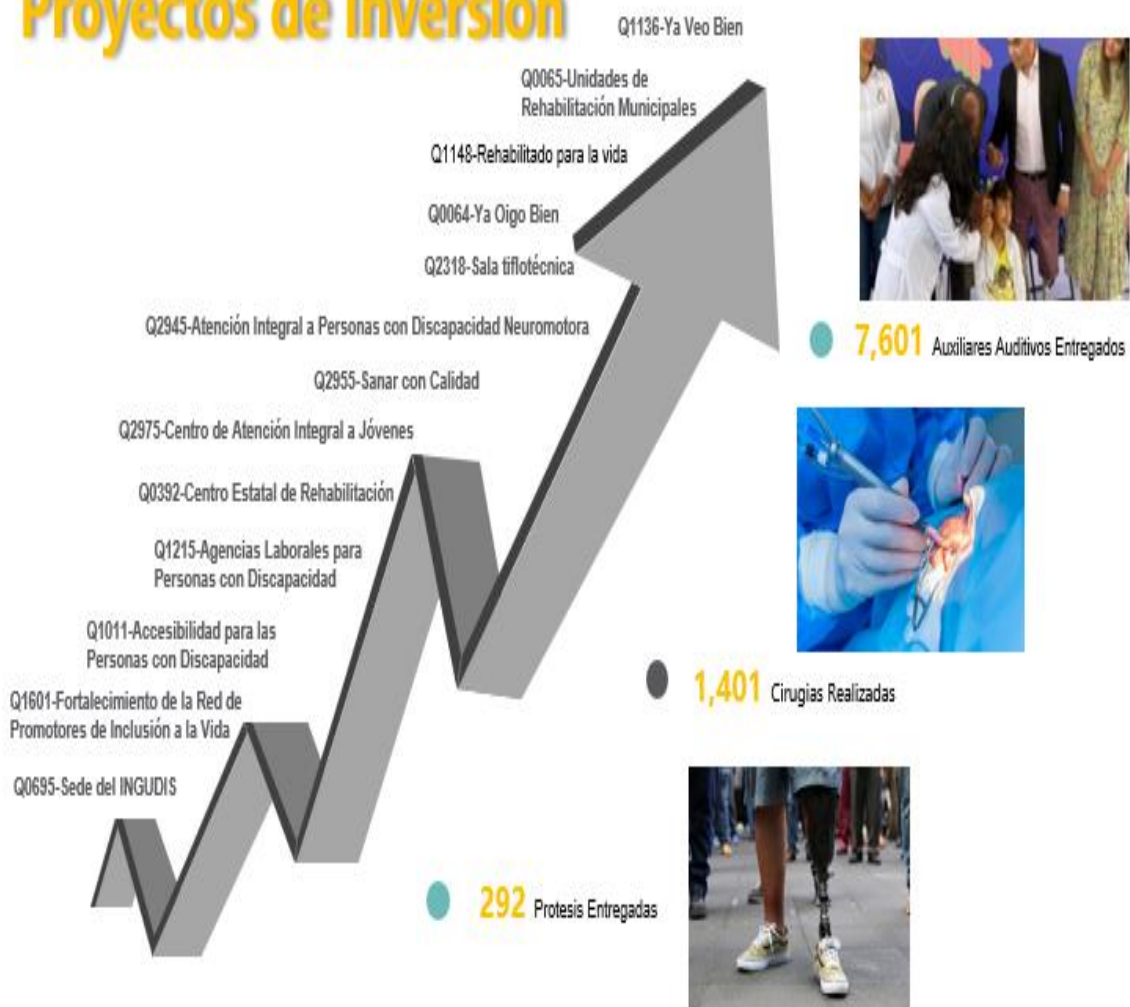 Proyectos de Inversión
Q1136-Ya Veo Bien
Q0065-Unidades de
Rehabilitación Municipales
Q1148-Rehabilitado para la vida
Q0064-Ya Oigo Bien
Q2318-Sala tiflotécnica
Q2945-Atención Integral a Personas con Discapacidad Neuromotora
Q2955-Sanar con Calidad
Q2975-Centro de Atención Integral a Jóvenes
Q0392-Centro Estatal de Rehabilitación
Q1215-Agencias Laborales para
Personas con Discapacidad
Q1011-Accesibilidad para las
Personas con Discapacidad
Q1601-Fortalecimiento de la Red de
Promotores de Inclusión a la Vida
Q0695-Sede del INGUDIS
7,601 Auxiliares Auditivos Entregados
1,401 Cirugias Realizadas
292 Protesis Entregadas